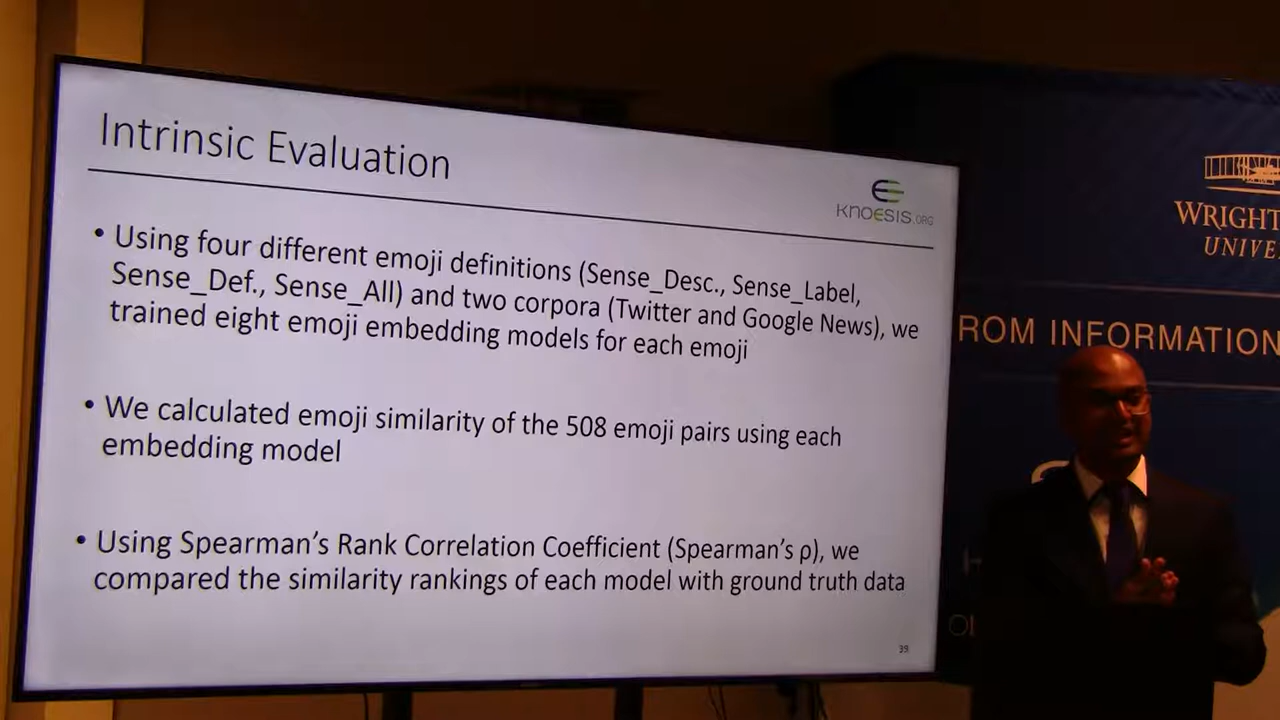 Intrinsic Evaluation
KNOESIS.ORG
• Using four different emoji definitions (Sense_Desc., Sense_Label,
Sense_Def., Sense_All) and two corpora (Twitter and Google News), we
trained eight emoji embedding models for each emoji
• We calculated emoji similarity of the 508 emoji pairs using each
embedding model
• Using Spearman's Rank Correlation Coefficient (Spearman's ρ), we
compared the similarity rankings of each model with ground truth data
39
WRIGHT
UNIVE
ROM INFORMATION